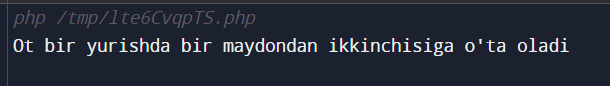 php /tmp/lte6CvqpTS.php
Ot bir yurishda bir maydondan ikkinchisiga o'ta oladi